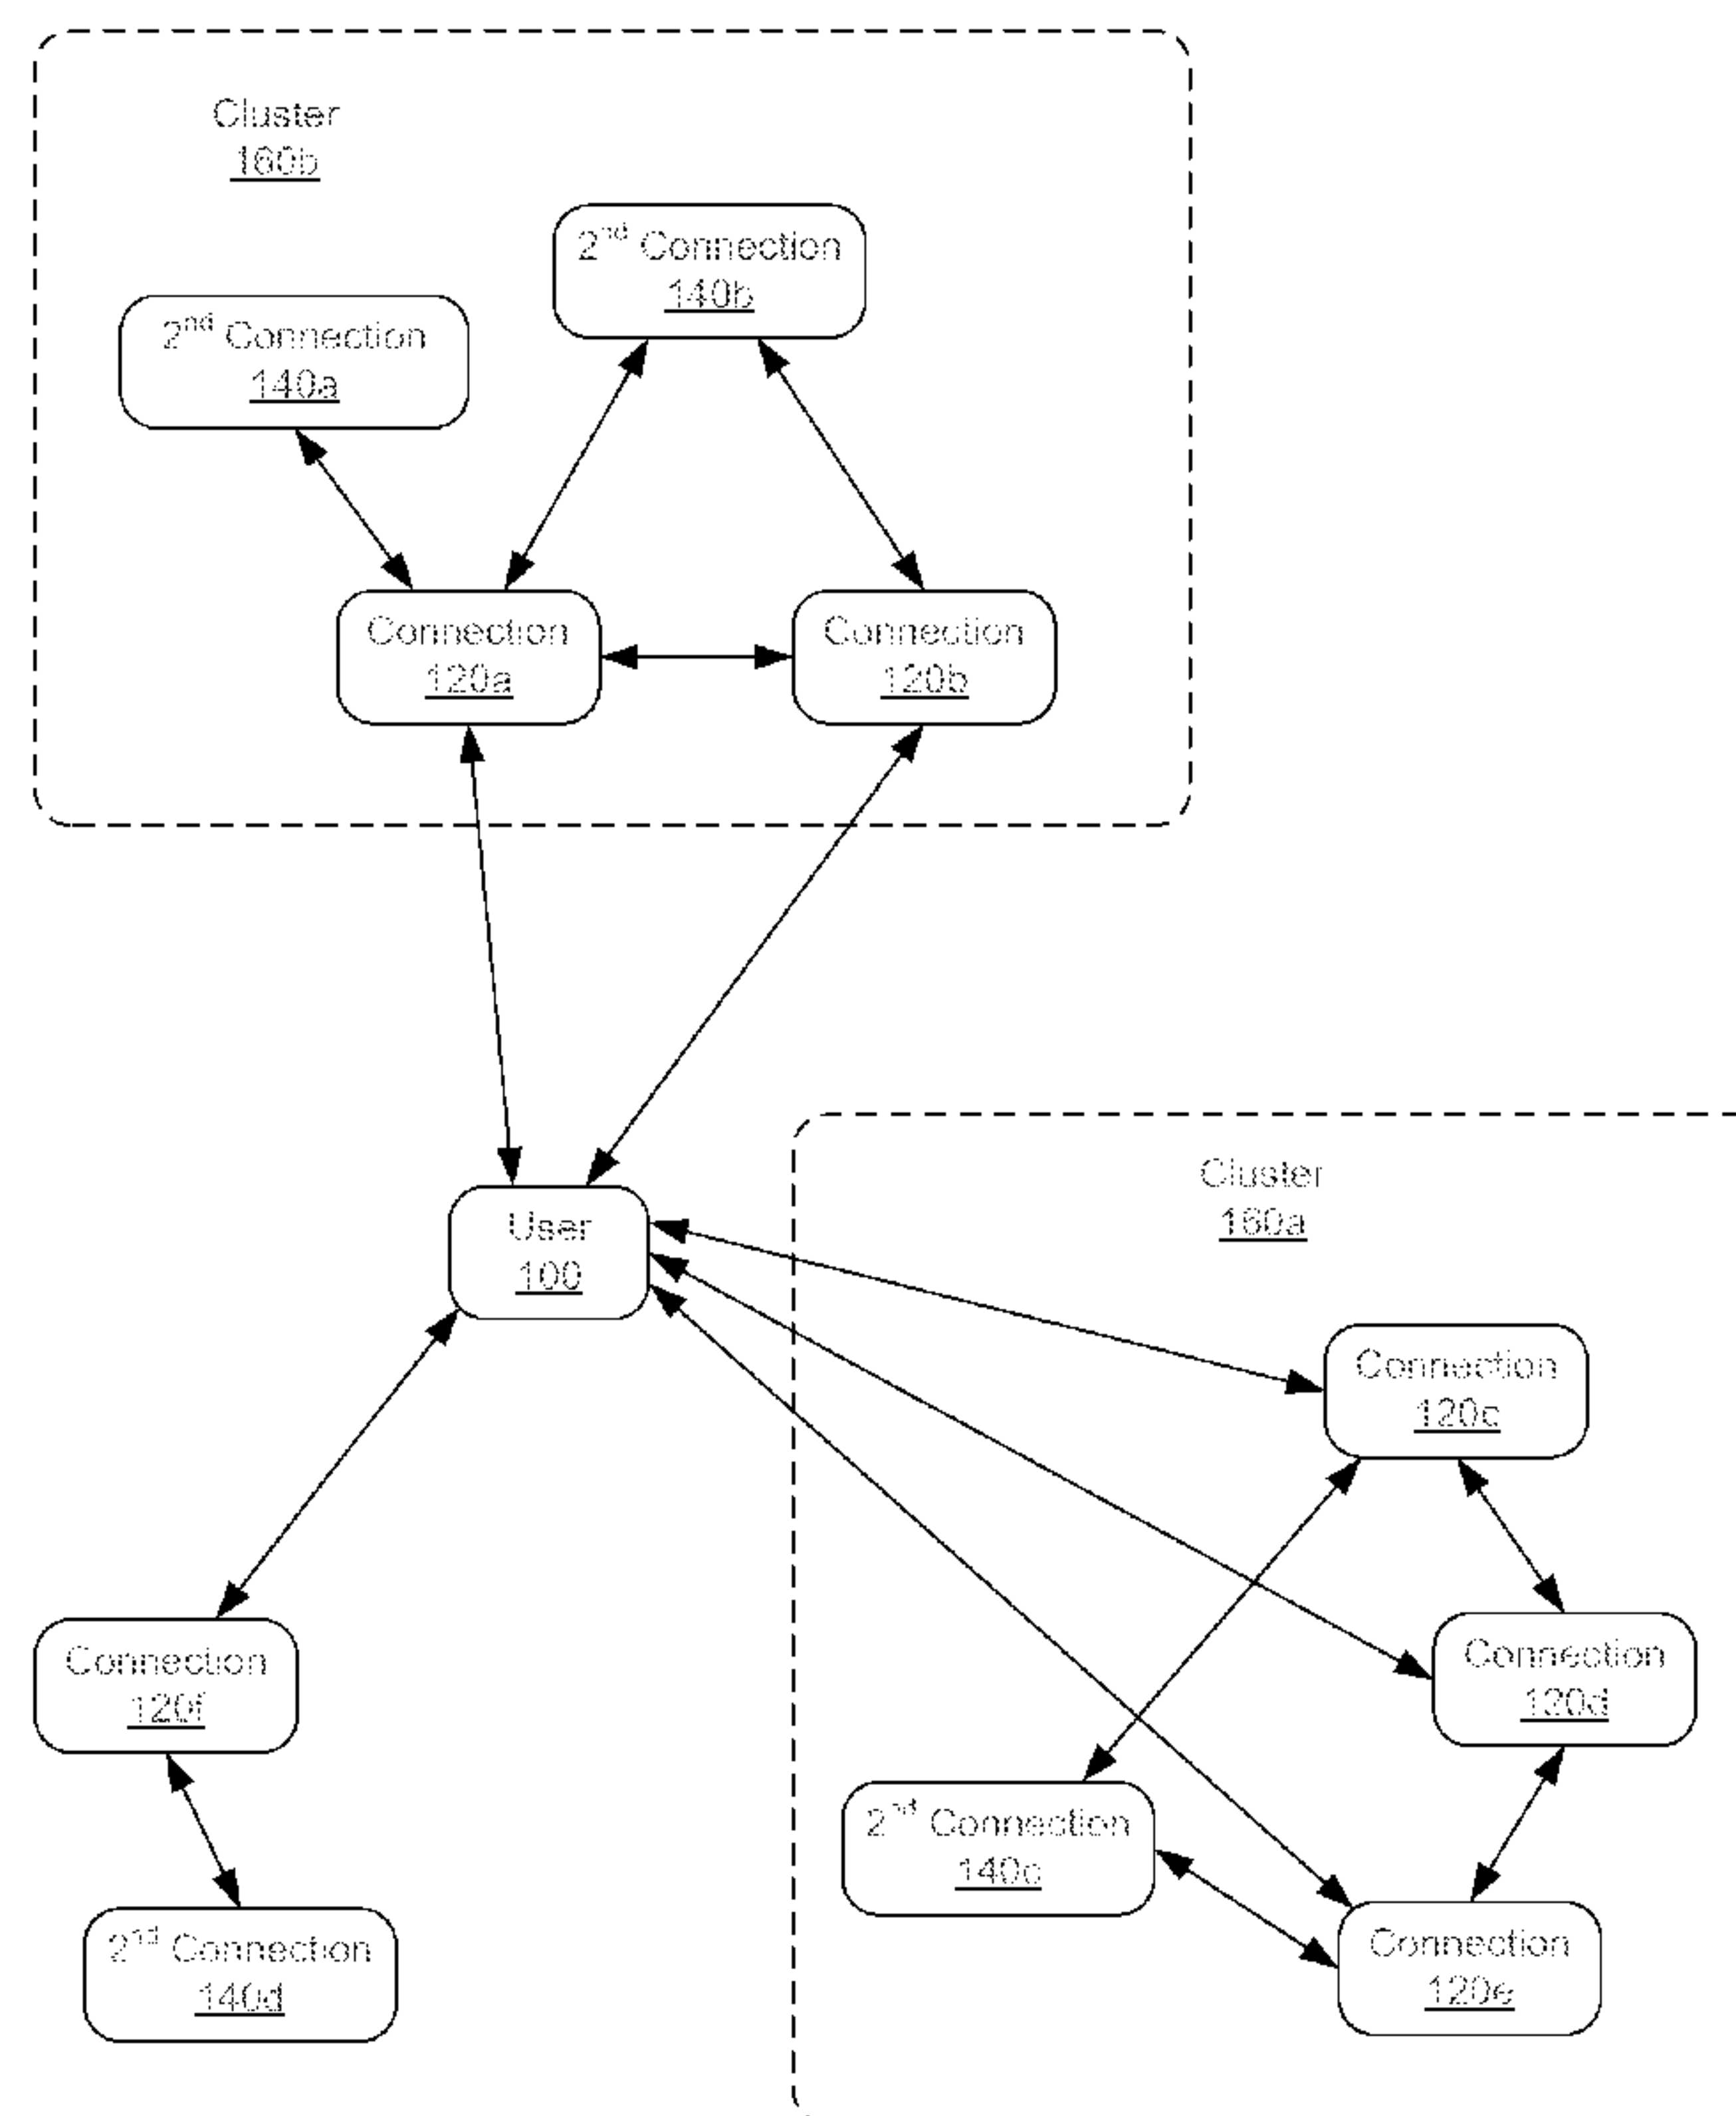 Cluster
160b
2nd Connection
140b
2nd Connection
140a
Connection
120a
Connection
120b
User
100
Cluster
160a
Connection
120c
Connection
120f
Connection
120d
2nd Connection
140c
2nd Connection
140d
Connection
120e